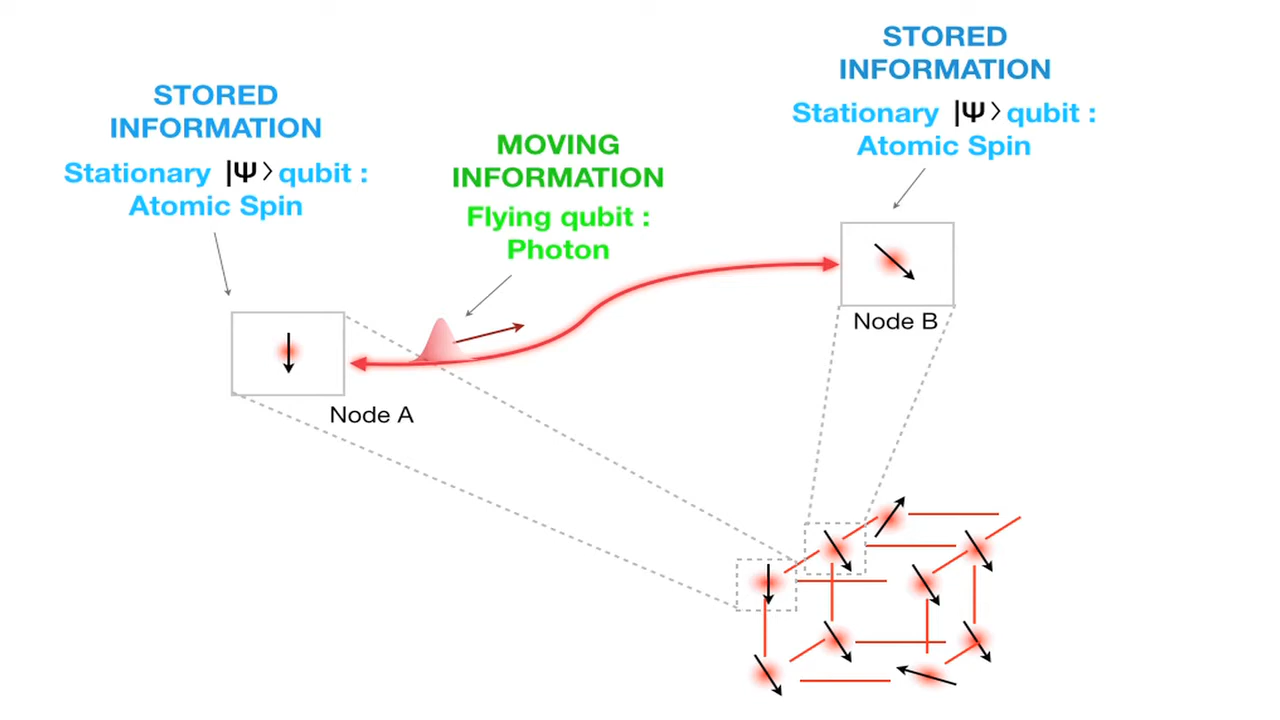 STORED
INFORMATION
Stationary |Ψ〉 qubit :
Atomic Spin
MOVING
INFORMATION
Flying qubit :
Photon
STORED
INFORMATION
Stationary |Ψ〉 qubit :
Atomic Spin
Node A
Node B